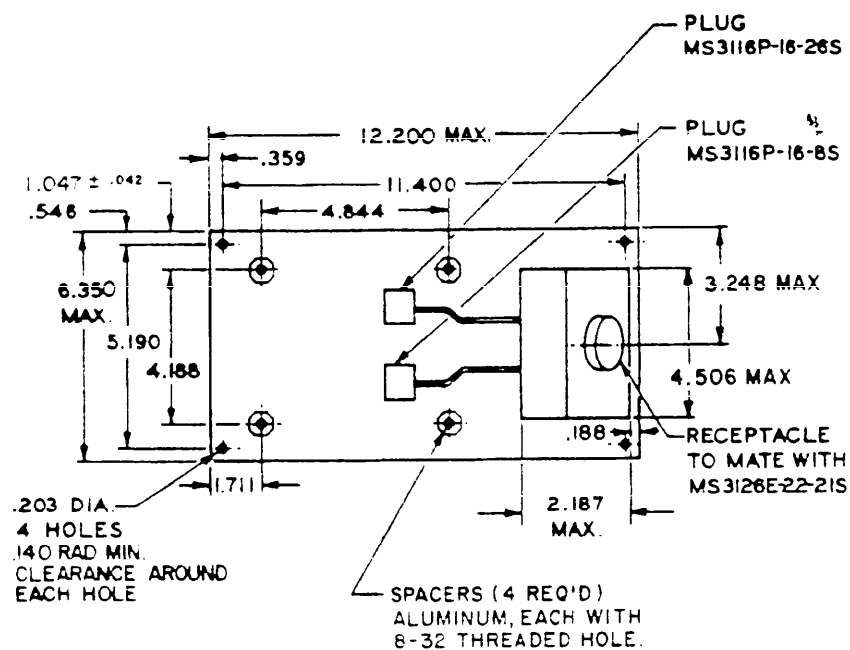 PLUG
MS3116P-16-26S
PLUG
MS3116P-16-8S
12.200 MAX.
.359
11.400
1.047 ± .042
.546
4.844
6.350
MAX.
5.190
4.188
3.248 MAX
4.506 MAX
.188
RECEPTACLE
TO MATE WITH
MS3126E-22-21S
1.711
2.187
MAX.
.203 DIA.
4 HOLES
.140 RAD MIN.
CLEARANCE AROUND
EACH HOLE
SPACERS (4 REQ'D)
ALUMINUM, EACH WITH
8-32 THREADED HOLE.